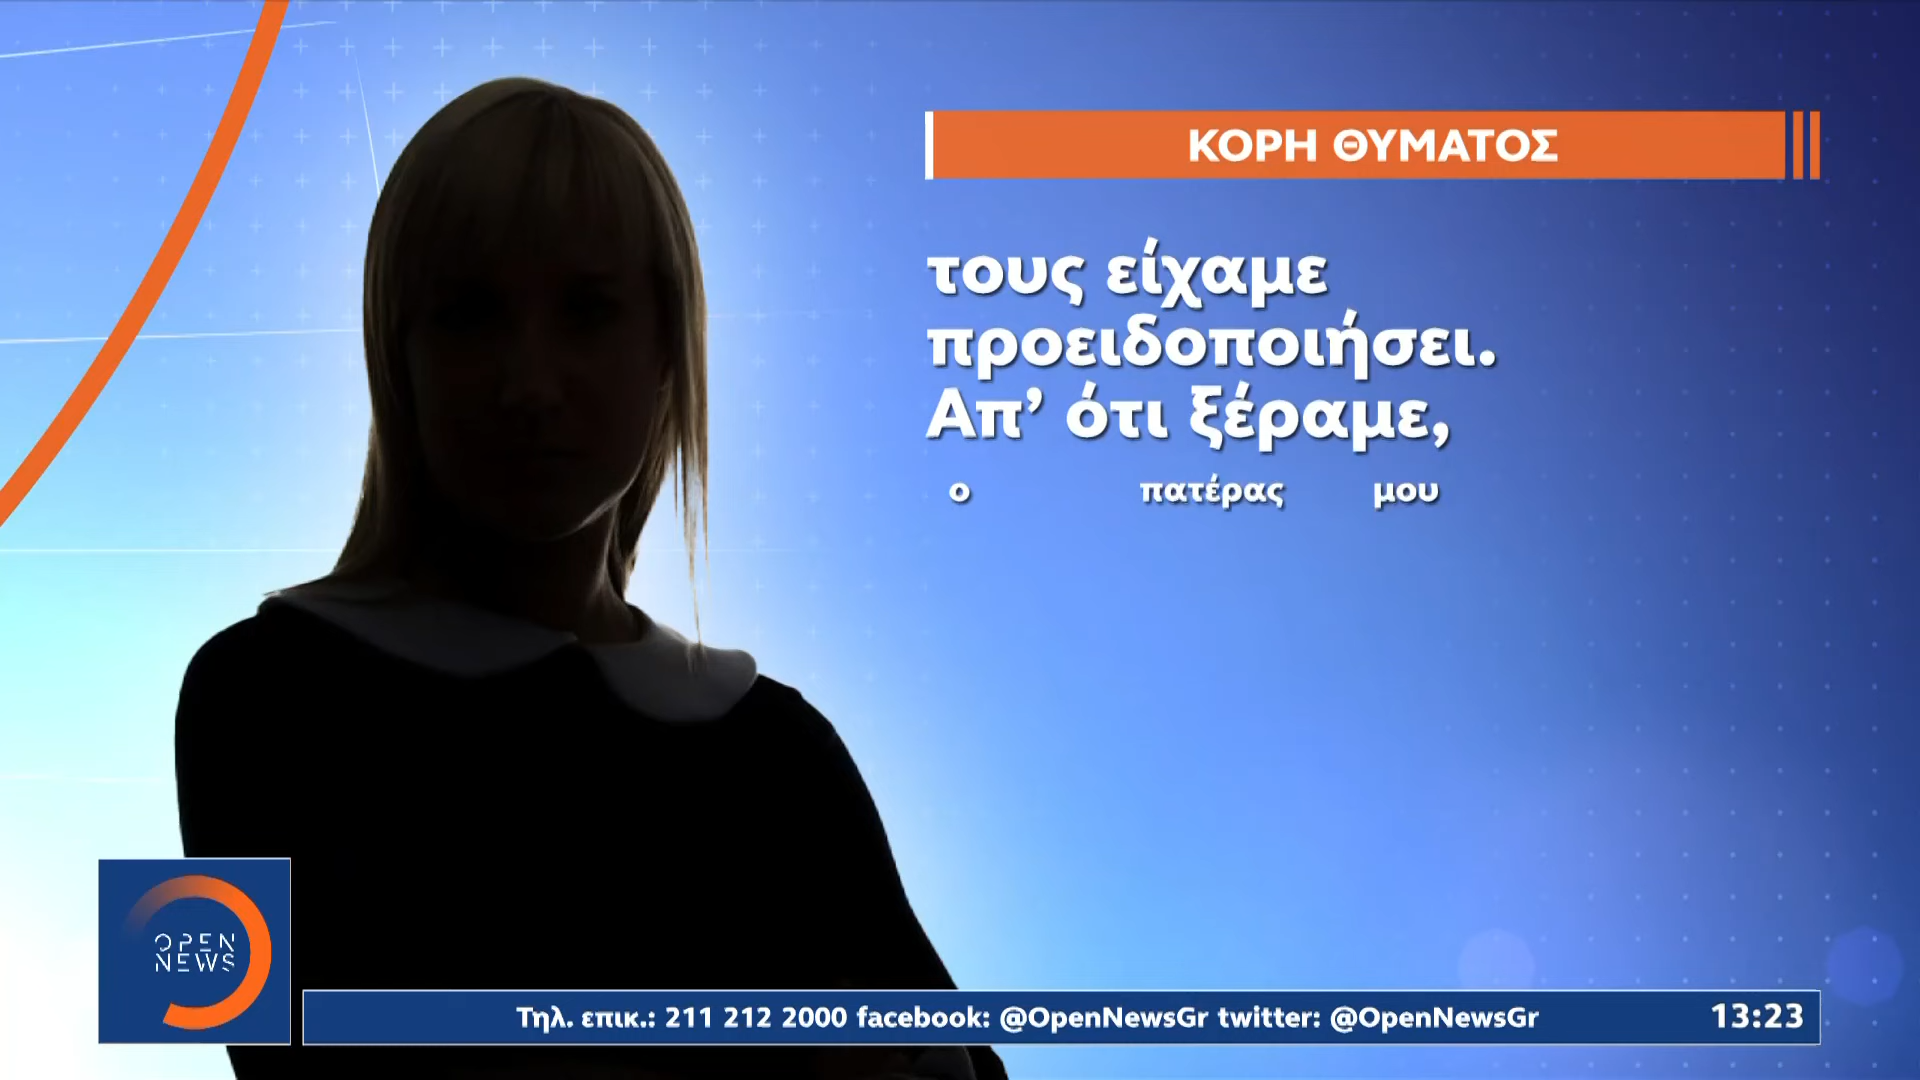 ΚΟΡΗ ΘΥΜΑΤΟΣ
τους είχαμε
προειδοποιήσει.
Απ’ ότι ξέραμε,
ο πατέρας μου
OPEN
NEWS
Τηλ. επικ.: 211 212 2000 facebook: @OpenNewsGr twitter: @OpenNewsGr 13:23